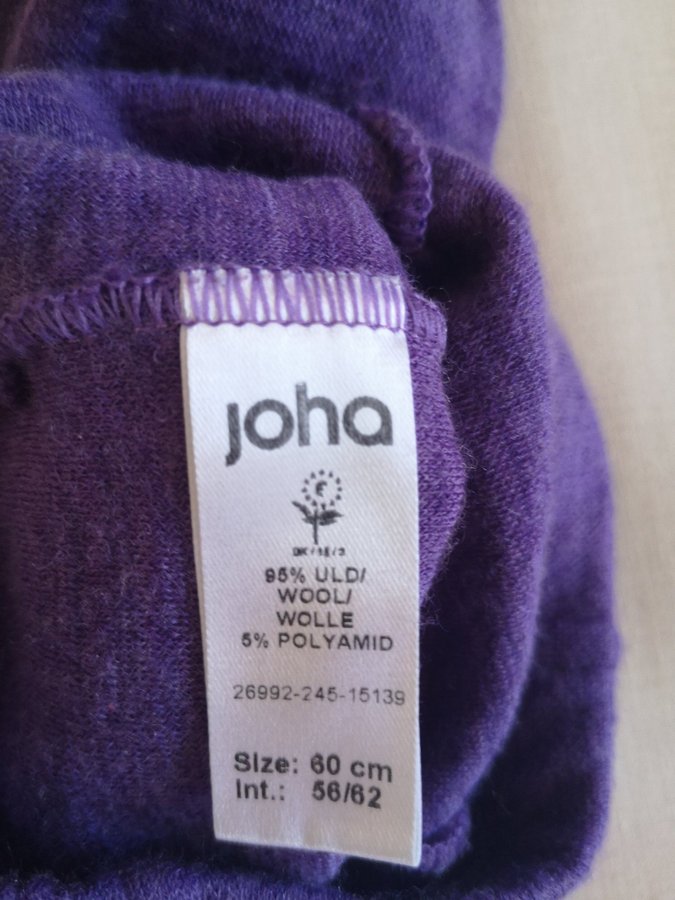 joha
95% ULD/
WOOL/
WOLLE
5% POLYAMID
26992-245-15139
Size: 60 cm
Int.: 56/62